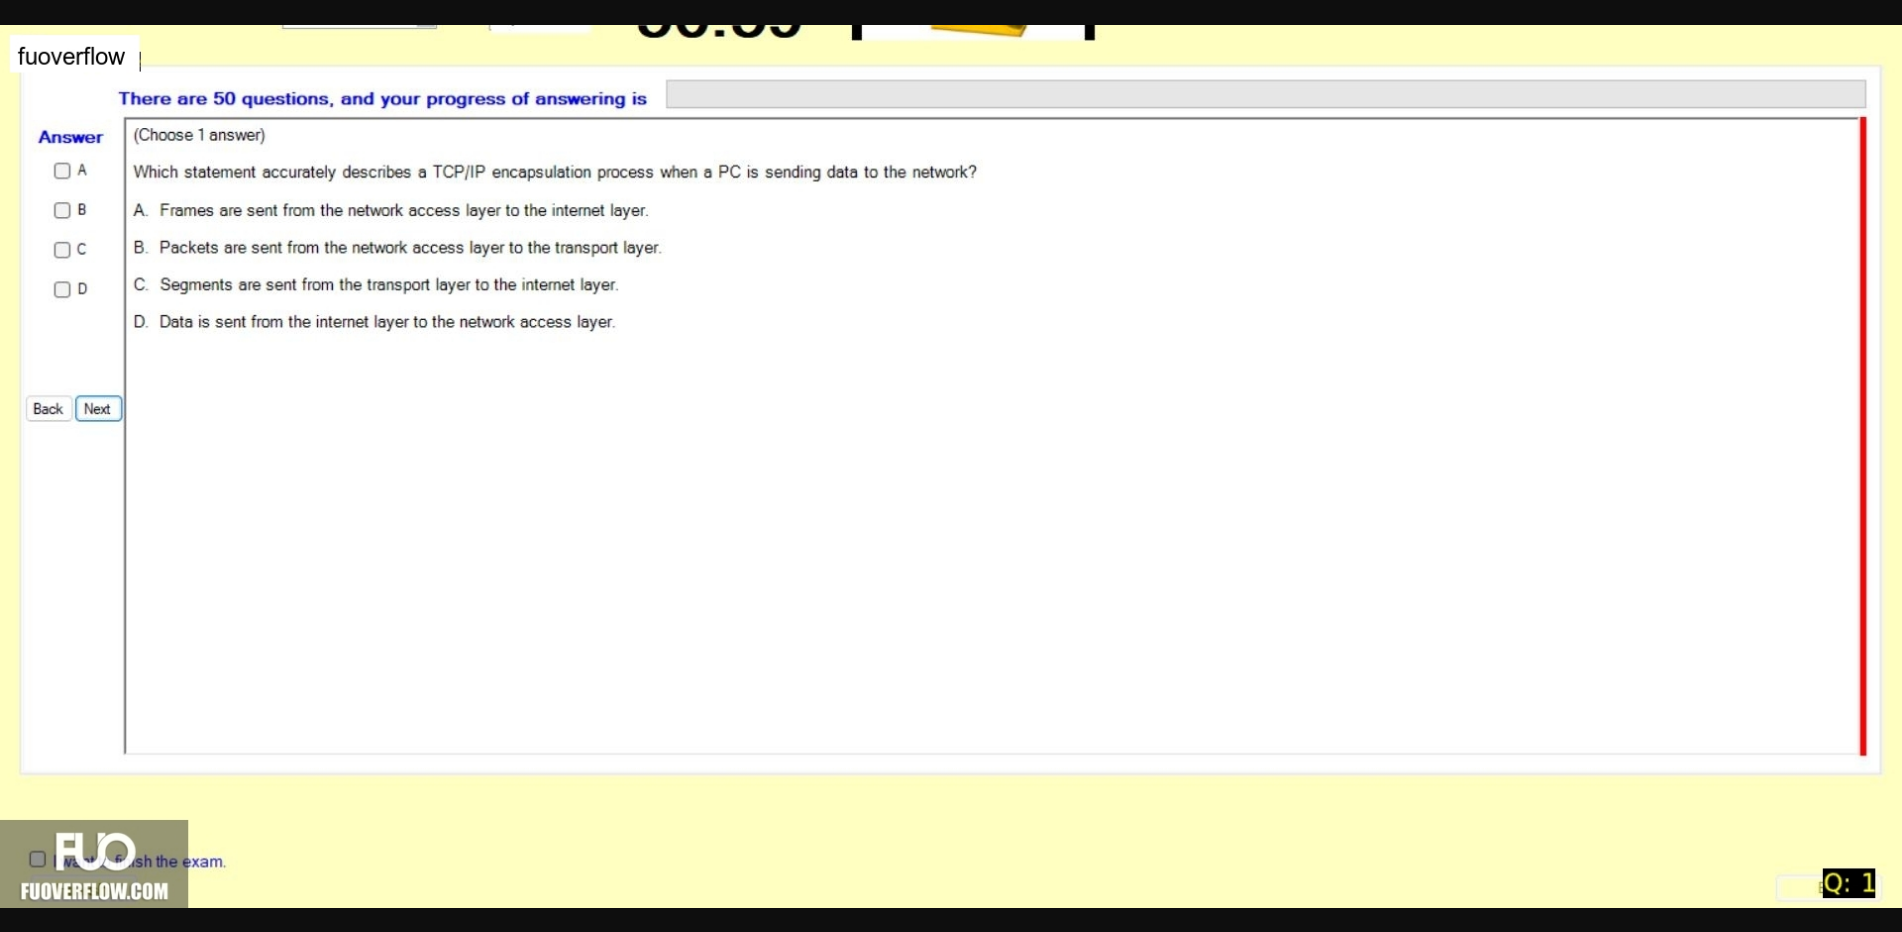 fuoverflow
There are 50 questions, and your progress of answering is
Answer
(Choose 1 answer)
A
Which statement accurately describes a TCP/IP encapsulation process when a PC is sending data to the network?
B
A. Frames are sent from the network access layer to the internet layer.
C
B. Packets are sent from the network access layer to the transport layer.
D
C. Segments are sent from the transport layer to the internet layer.
D. Data is sent from the internet layer to the network access layer.
Back Next
FUO
finish the exam.
FUOVERFLOW.COM
Q: 1